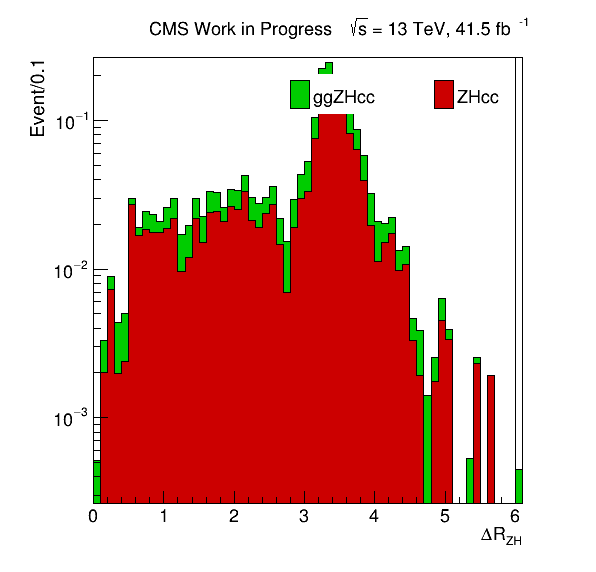 CMS Work in Progress √s = 13 TeV, 41.5 fb⁻¹
Event/0.1
ggZHcc ZHcc
10⁻¹
10⁻²
10⁻³
0 1 2 3 4 5 6
ΔR_ZH